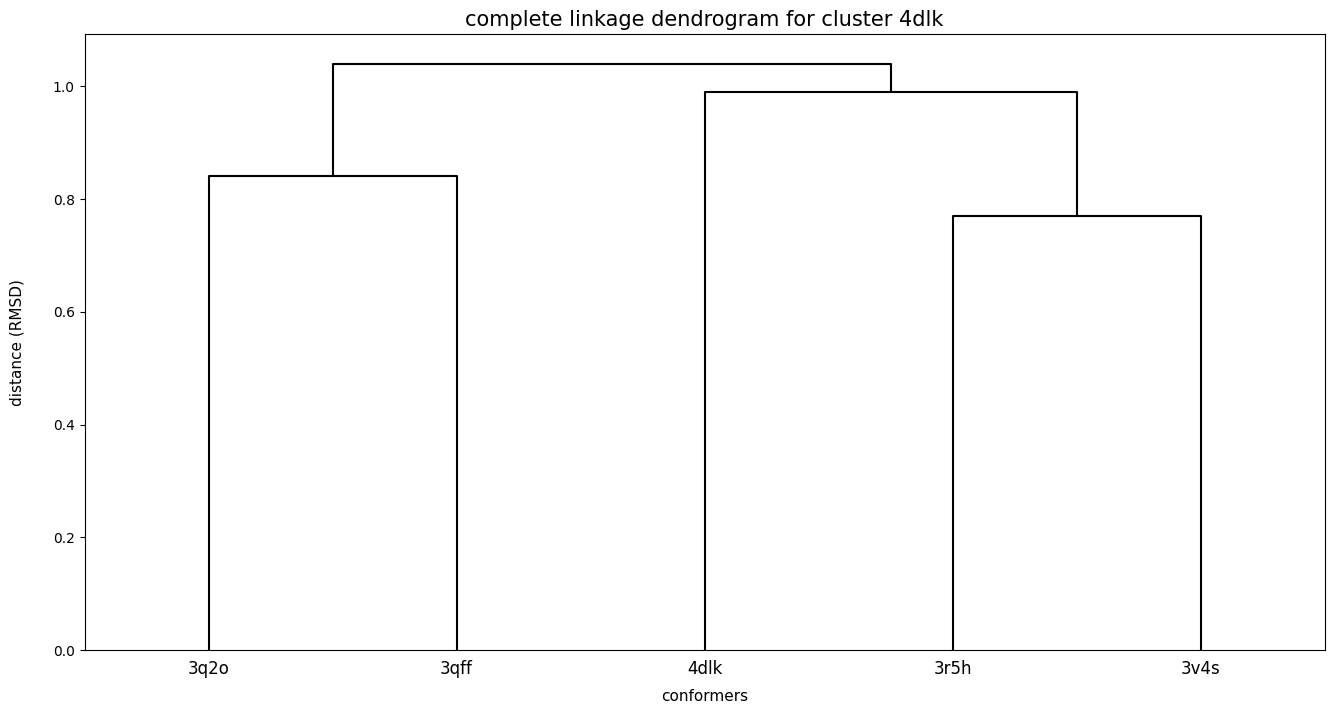 complete linkage dendrogram for cluster 4dlk
1.0
0.8
0.6
0.4
0.2
0.0
distance (RMSD)
3q2o 3qff 4dlk 3r5h 3v4s
conformers